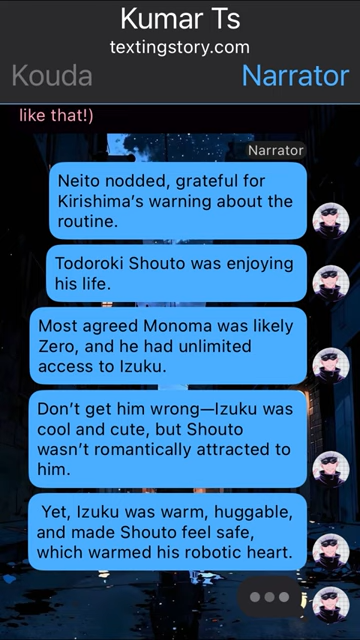 Kumar Ts
textingstory.com
Kouda
Narrator
like that!)
Narrator
Neito nodded, grateful for
Kirishima’s warning about the
routine.
Todoroki Shouto was enjoying
his life.
Most agreed Monoma was likely
Zero, and he had unlimited
access to Izuku.
Don’t get him wrong—Izuku was
cool and cute, but Shouto
wasn’t romantically attracted to
him.
Yet, Izuku was warm, huggable,
and made Shouto feel safe,
which warmed his robotic heart.